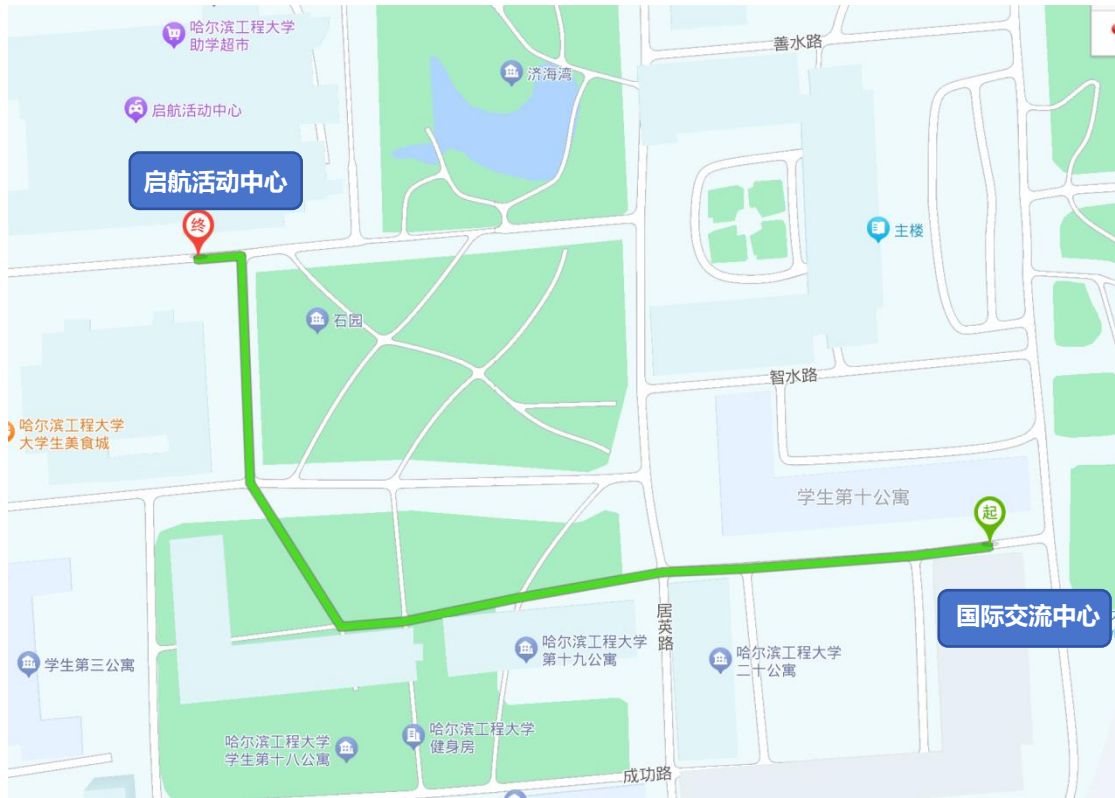 哈尔滨工程大学
助学超市
善水路
济海湾
启航活动中心
启航活动中心
终
主楼
石园
智水路
哈尔滨工程大学
大学生美食城
学生第十公寓
起
国际交流中心
居英路
哈尔滨工程大学
第十九公寓
哈尔滨工程大学
二十公寓
学生第三公寓
哈尔滨工程大学
健身房
哈尔滨工程大学
学生第十八公寓
成功路